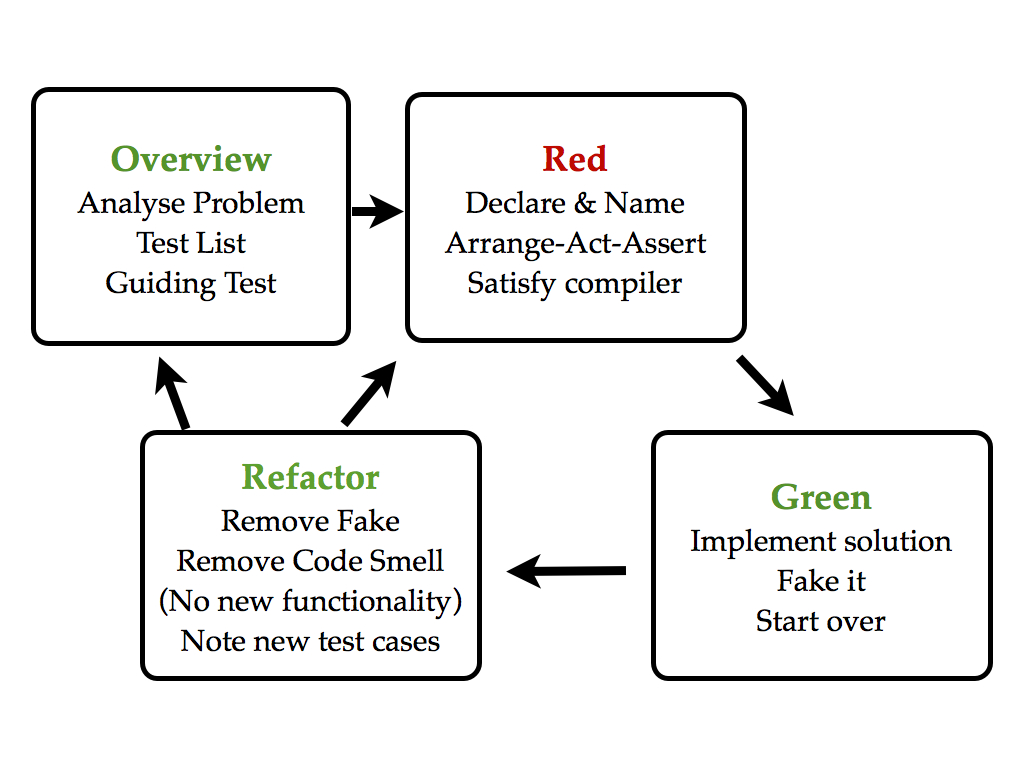 Overview
Analyse Problem
Test List
Guiding Test
Red
Declare & Name
Arrange-Act-Assert
Satisfy compiler
Refactor
Remove Fake
Remove Code Smell
(No new functionality)
Note new test cases
Green
Implement solution
Fake it
Start over